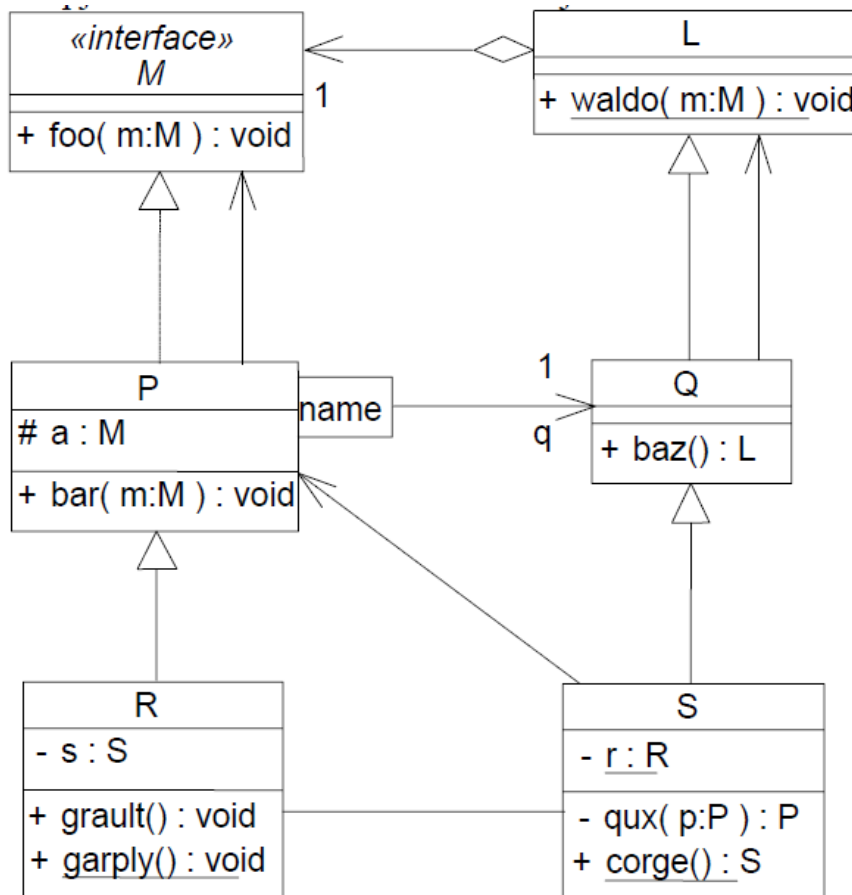 «interface»
M
+ foo( m:M ) : void
1
L
+ waldo( m:M ) : void
P
# a : M
+ bar( m:M ) : void
name
1
q
Q
+ baz() : L
R
- s : S
+ grault() : void
+ garply() : void
S
- r : R
- qux( p:P ) : P
+ corge() : S